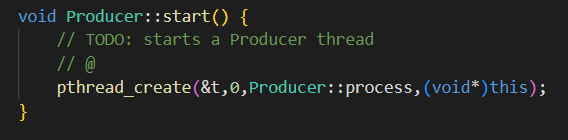 void Producer::start() {
    // TODO: starts a Producer thread
    // @
    pthread_create(&t,0,Producer::process,(void*)this);
}